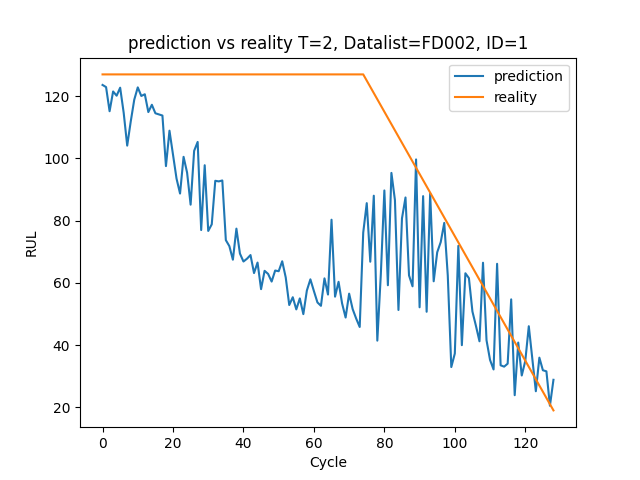 prediction vs reality T=2, Datalist=FD002, ID=1
prediction
reality
120
100
80
60
40
20
RUL
0 20 40 60 80 100 120
Cycle